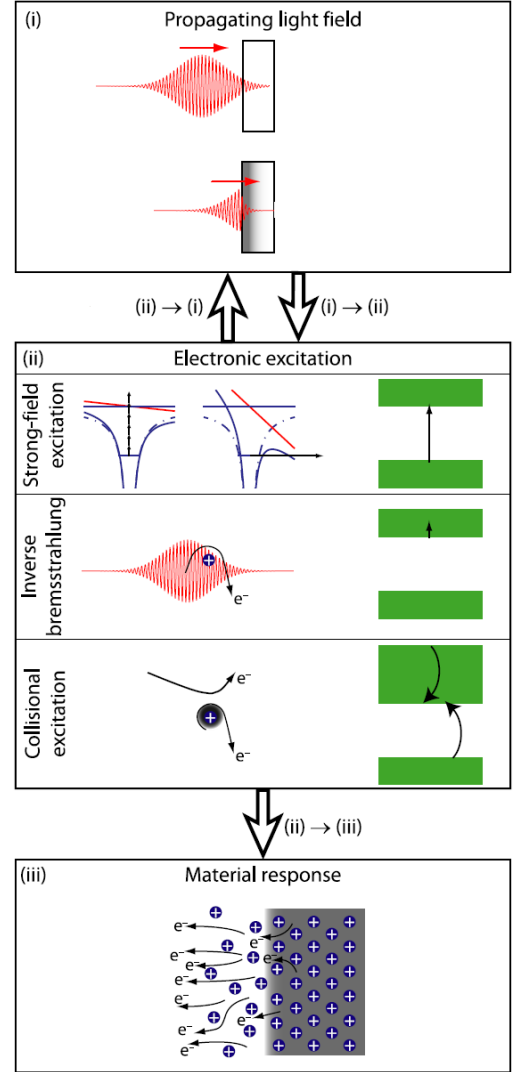 (i) Propagating light field
(ii) → (i)
(i) → (ii)
(ii) Electronic excitation
Strong-field
excitation
Inverse
bremsstrahlung
+
e⁻
Collisional
excitation
e⁻
+
e⁻
(ii) → (iii)
(iii) Material response
e⁻
e⁻
e⁻
e⁻
e⁻
e⁻
e⁻
e⁻
e⁻
e⁻